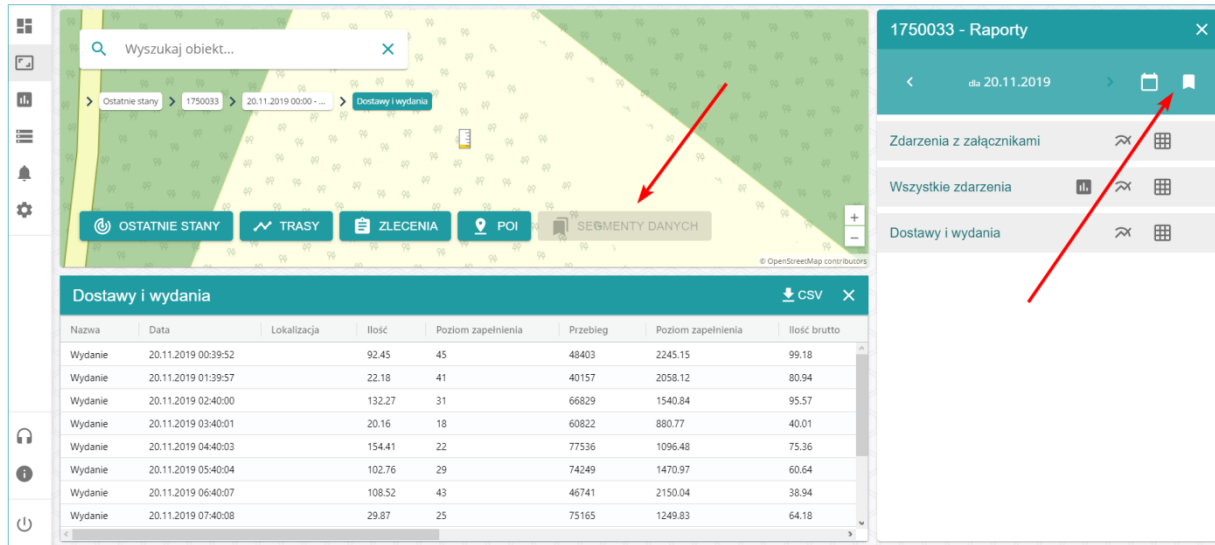 Wyszukaj obiekt...
Ostatnie stany
1750033
20.11.2019 00:00 - ...
Dostawy i wydania
OSTATNIE STANY
TRASY
ZLECENIA
POI
SEGMENTY DANYCH
+
−
© OpenStreetMap contributors
1750033 - Raporty
dla 20.11.2019
Zdarzenia z załącznikami
Wszystkie zdarzenia
Dostawy i wydania
Dostawy i wydania
CSV
Nazwa Data Lokalizacja Ilość Poziom zapełnienia Przebieg Poziom zapełnienia Ilość brutto
Wydanie 20.11.2019 00:39:52 92.45 45 48403 2245.15 99.18
Wydanie 20.11.2019 01:39:57 22.18 41 40157 2058.12 80.94
Wydanie 20.11.2019 02:40:00 132.27 31 66829 1540.84 95.57
Wydanie 20.11.2019 03:40:01 20.16 18 60822 880.77 40.01
Wydanie 20.11.2019 04:40:03 154.41 22 77536 1096.48 75.36
Wydanie 20.11.2019 05:40:04 102.76 29 74249 1470.97 60.64
Wydanie 20.11.2019 06:40:07 108.52 43 46741 2150.04 38.94
Wydanie 20.11.2019 07:40:08 29.87 25 75165 1249.83 64.18